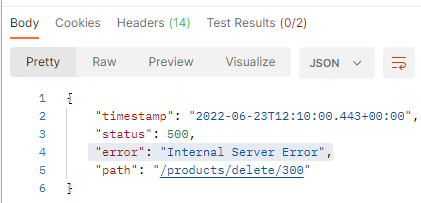 Body Cookies Headers (14) Test Results (0/2)
Pretty Raw Preview Visualize JSON
1 {
2 "timestamp": "2022-06-23T12:10:00.443+00:00",
3 "status": 500,
4 "error": "Internal Server Error",
5 "path": "/products/delete/300"
6 }